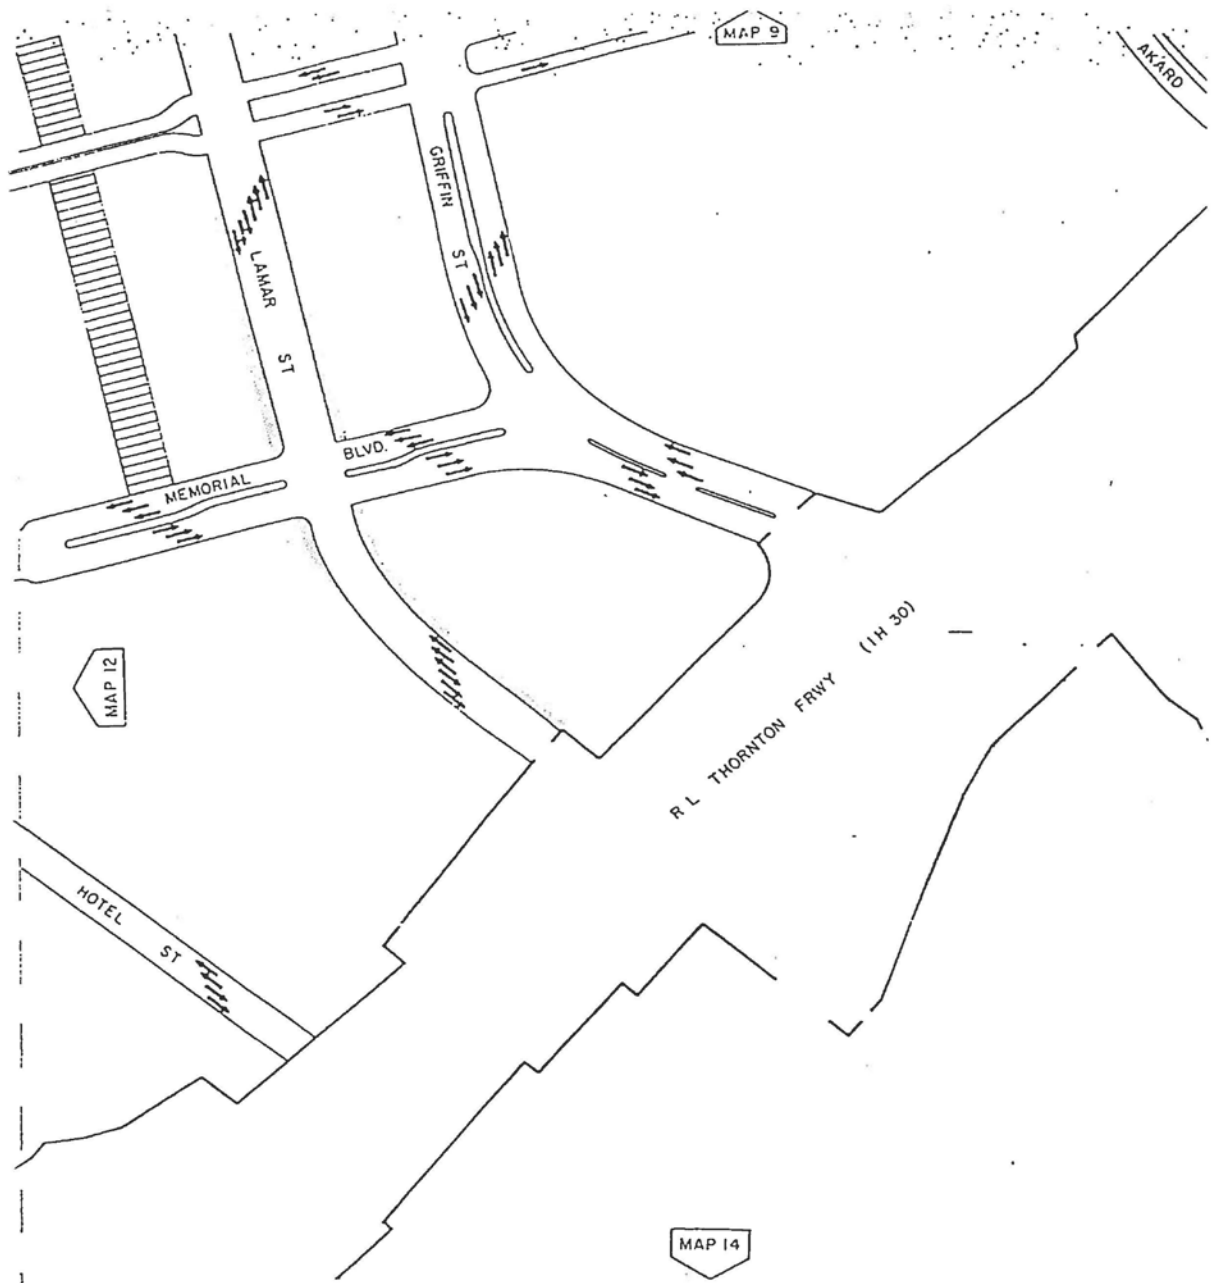 MAP 9
AKARD
GRIFFIN ST
LAMAR ST
MEMORIAL BLVD.
MAP 12
R L THORNTON FRWY (IH 30)
HOTEL ST
MAP 14